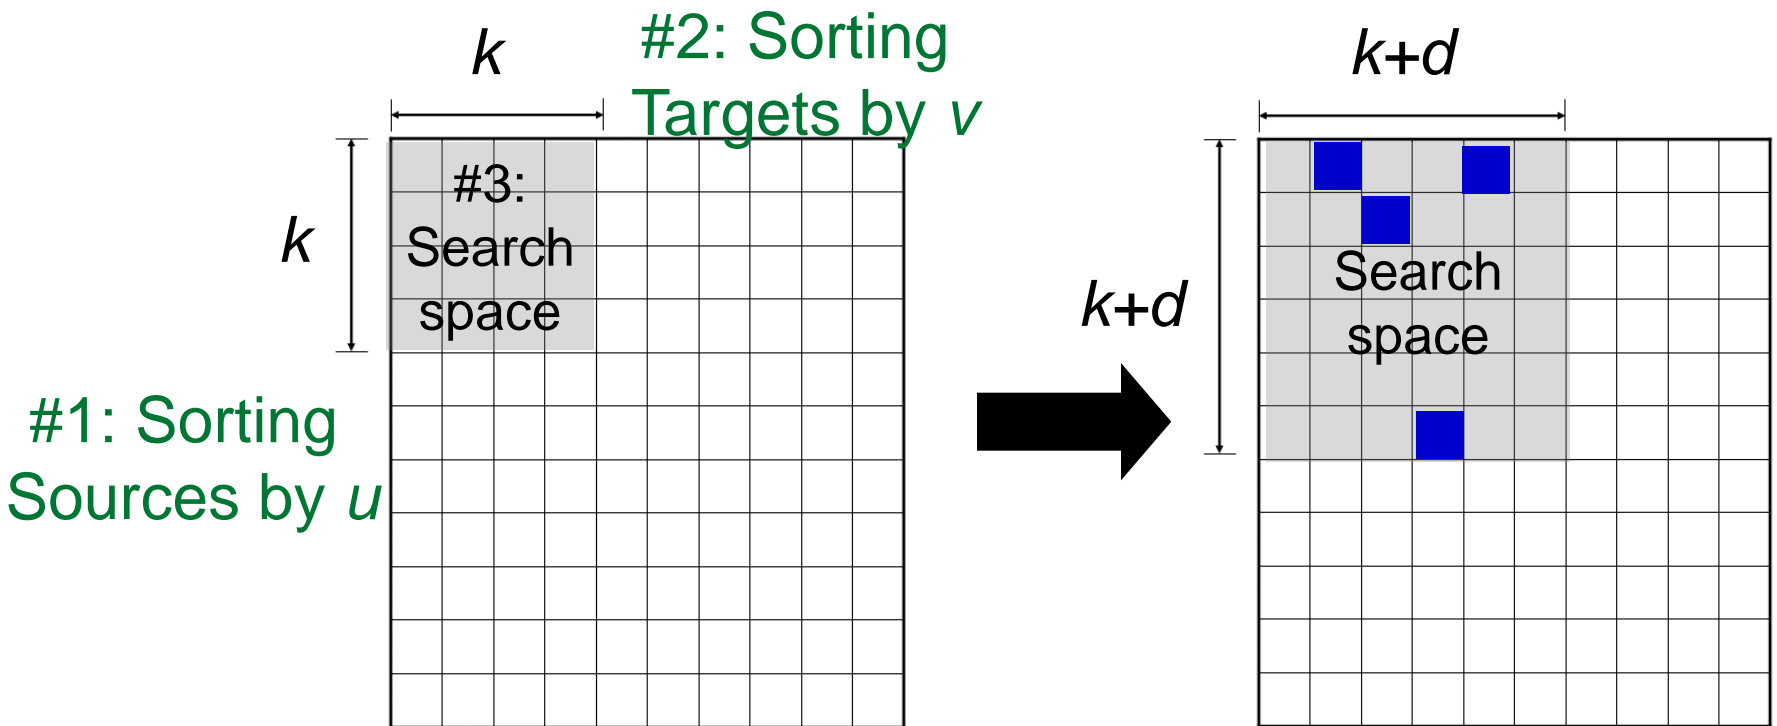 k
#2: Sorting
Targets by v
k
#3:
Search
space
#1: Sorting
Sources by u
k+d
k+d
Search
space